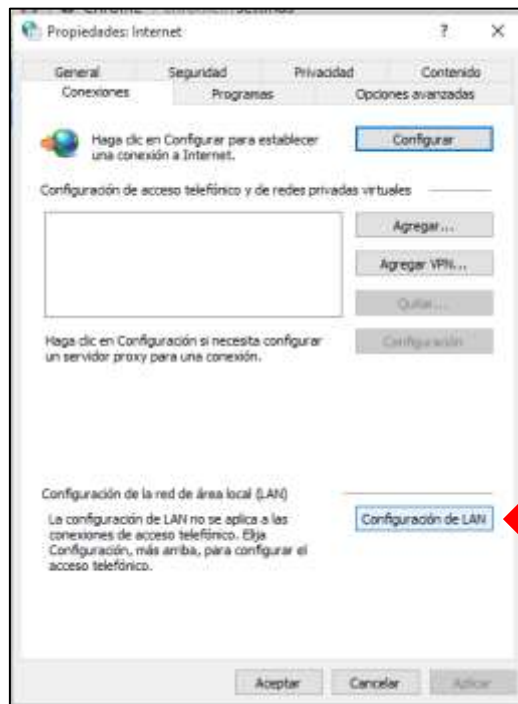 Propiedades: Internet
General Seguridad Privacidad Contenido
Conexiones Programas Opciones avanzadas
Haga clic en Configurar para establecer
una conexión a Internet.
Configurar
Configuración de acceso telefónico y de redes privadas virtuales
Agregar...
Agregar VPN...
Quitar...
Haga clic en Configuración si necesita configurar
un servidor proxy para una conexión.
Configuración
Configuración de la red de área local (LAN)
La configuración de LAN no se aplica a las
conexiones de acceso telefónico. Elija
Configuración, más arriba, para configurar el
acceso telefónico.
Configuración de LAN
Aceptar Cancelar Aplicar